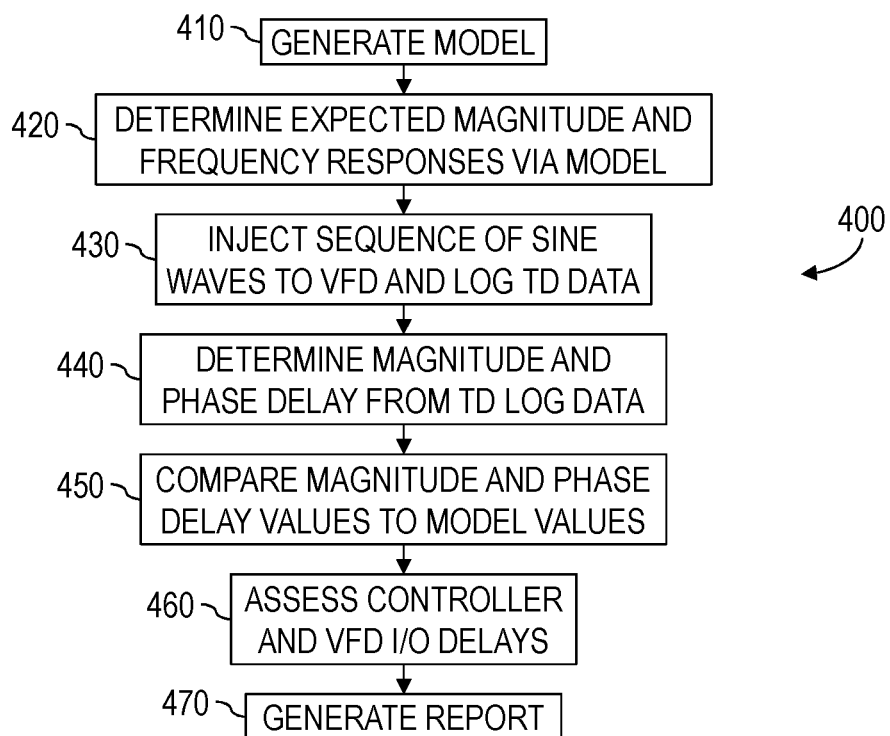 410
GENERATE MODEL
420
DETERMINE EXPECTED MAGNITUDE AND
FREQUENCY RESPONSES VIA MODEL
400
430
INJECT SEQUENCE OF SINE
WAVES TO VFD AND LOG TD DATA
440
DETERMINE MAGNITUDE AND
PHASE DELAY FROM TD LOG DATA
450
COMPARE MAGNITUDE AND PHASE
DELAY VALUES TO MODEL VALUES
460
ASSESS CONTROLLER
AND VFD I/O DELAYS
470
GENERATE REPORT